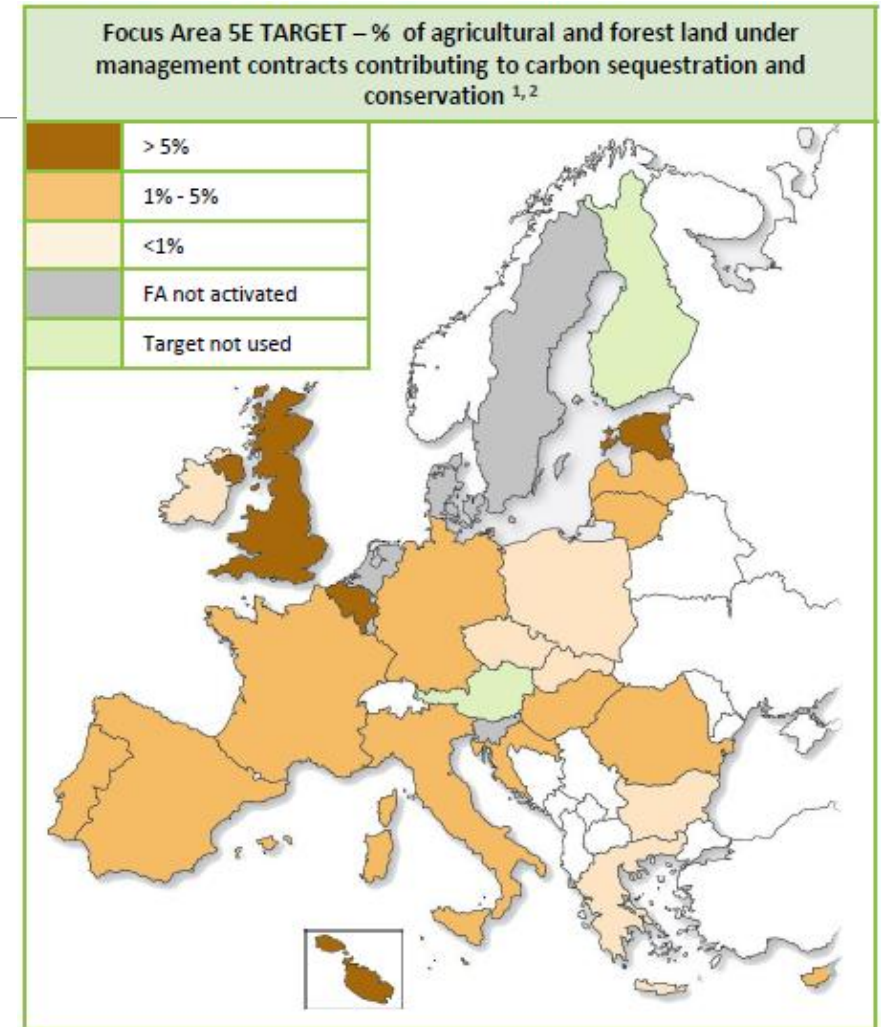 Focus Area 5E TARGET – % of agricultural and forest land under
management contracts contributing to carbon sequestration and
conservation 1, 2
> 5%
1% - 5%
<1%
FA not activated
Target not used